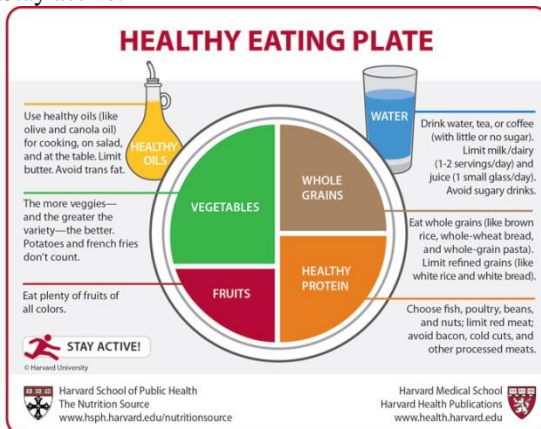 HEALTHY EATING PLATE
Use healthy oils (like
olive and canola oil)
for cooking, on salad,
and at the table. Limit
butter. Avoid trans fat.
HEALTHY
OILS
The more veggies—
and the greater the
variety—the better.
Potatoes and french fries
don't count.
Eat plenty of fruits of
all colors.
VEGETABLES
FRUITS
WHOLE
GRAINS
HEALTHY
PROTEIN
WATER
Drink water, tea, or coffee
(with little or no sugar).
Limit milk/dairy
(1-2 servings/day) and
juice (1 small glass/day).
Avoid sugary drinks.
Eat whole grains (like brown
rice, whole-wheat bread,
and whole-grain pasta).
Limit refined grains (like
white rice and white bread).
Choose fish, poultry, beans,
and nuts; limit red meat;
avoid bacon, cold cuts, and
other processed meats.
STAY ACTIVE!
© Harvard University
Harvard School of Public Health
The Nutrition Source
www.hsph.harvard.edu/nutritionsource
Harvard Medical School
Harvard Health Publications
www.health.harvard.edu